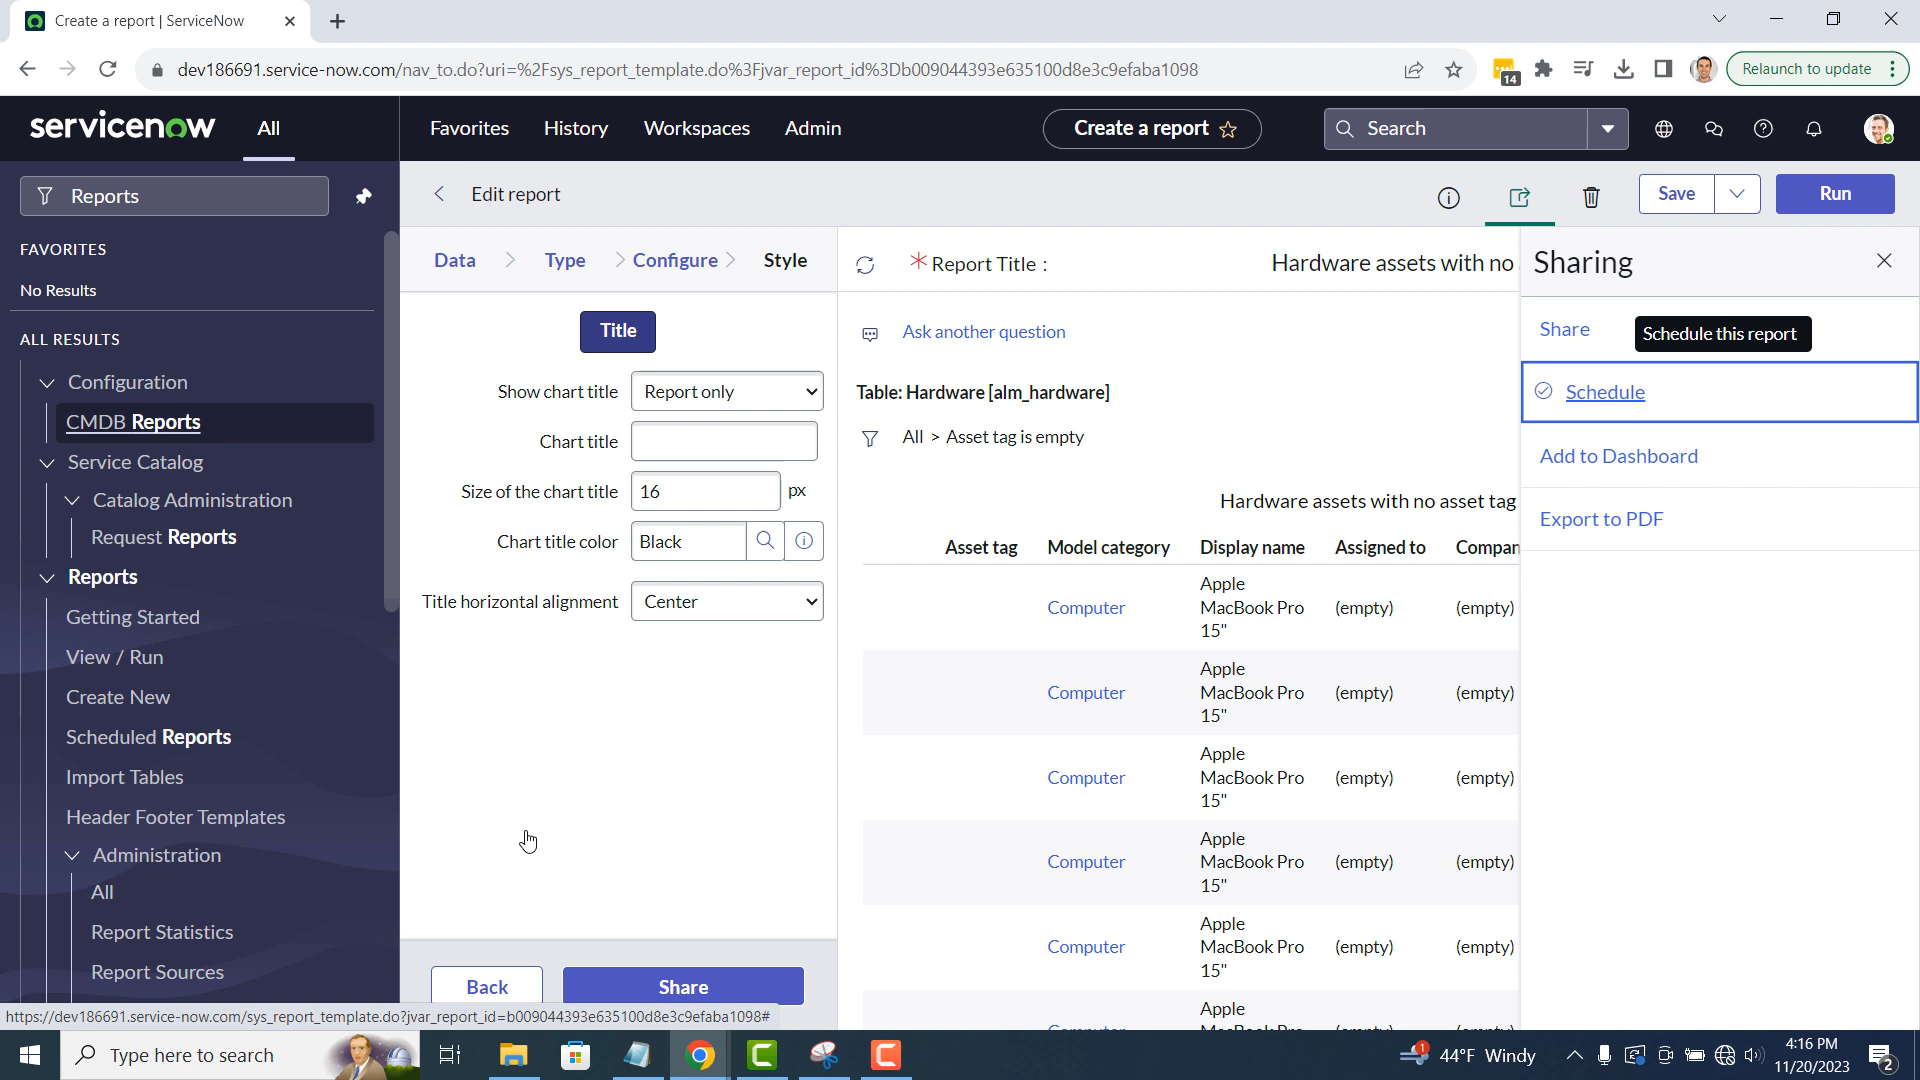 Create a report | ServiceNow
dev186691.service-now.com/nav_to.do?uri=%2Fsys_report_template.do%3Fjvar_report_id%3Db009044393e635100d8e3c9efaba1098
14
Relaunch to update
servicenow
All
Favorites
History
Workspaces
Admin
Create a report
Search
Reports
FAVORITES
No Results
ALL RESULTS
Configuration
CMDB Reports
Service Catalog
Catalog Administration
Request Reports
Reports
Getting Started
View / Run
Create New
Scheduled Reports
Import Tables
Header Footer Templates
Administration
All
Report Statistics
Report Sources
Edit report
Save
Run
Data
Type
Configure
Style
Title
Show chart title
Report only
Chart title
Size of the chart title
16
px
Chart title color
Black
Title horizontal alignment
Center
Back
Share
*Report Title :
Hardware assets with no
Ask another question
Table: Hardware [alm_hardware]
All > Asset tag is empty
Hardware assets with no asset tag
Asset tag Model category Display name Assigned to Compan
Computer Apple MacBook Pro 15" (empty) (empty)
Computer Apple MacBook Pro 15" (empty) (empty)
Computer Apple MacBook Pro 15" (empty) (empty)
Computer Apple MacBook Pro 15" (empty) (empty)
Computer Apple MacBook Pro 15" (empty) (empty)
Apple
Sharing
Share
Schedule this report
Schedule
Add to Dashboard
Export to PDF
https://dev186691.service-now.com/sys_report_template.do?jvar_report_id=b009044393e635100d8e3c9efaba1098#
Type here to search
1
44°F Windy
4:16 PM
11/20/2023
2